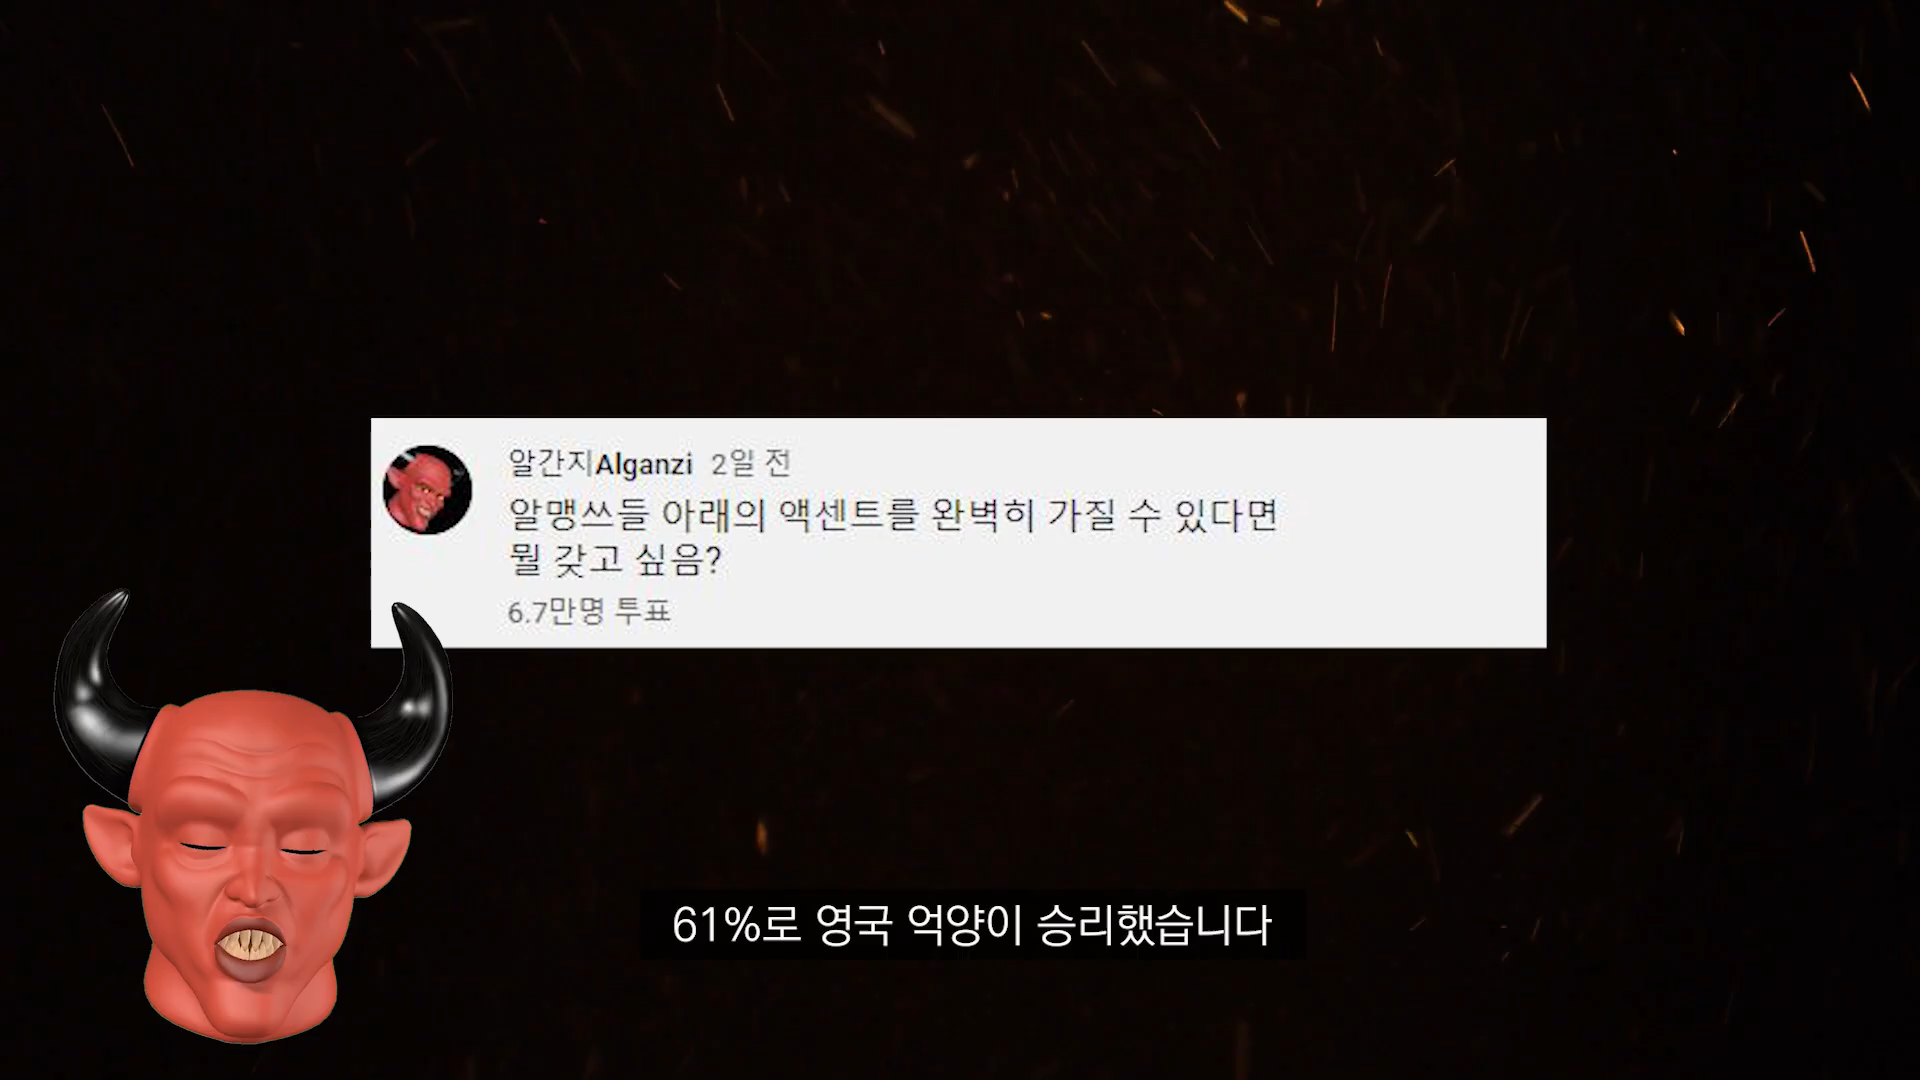 알간지Alganzi 2일 전
알맹쓰들 아래의 액센트를 완벽히 가질 수 있다면
뭘 갖고 싶음?
6.7만명 투표
61%로 영국 억양이 승리했습니다